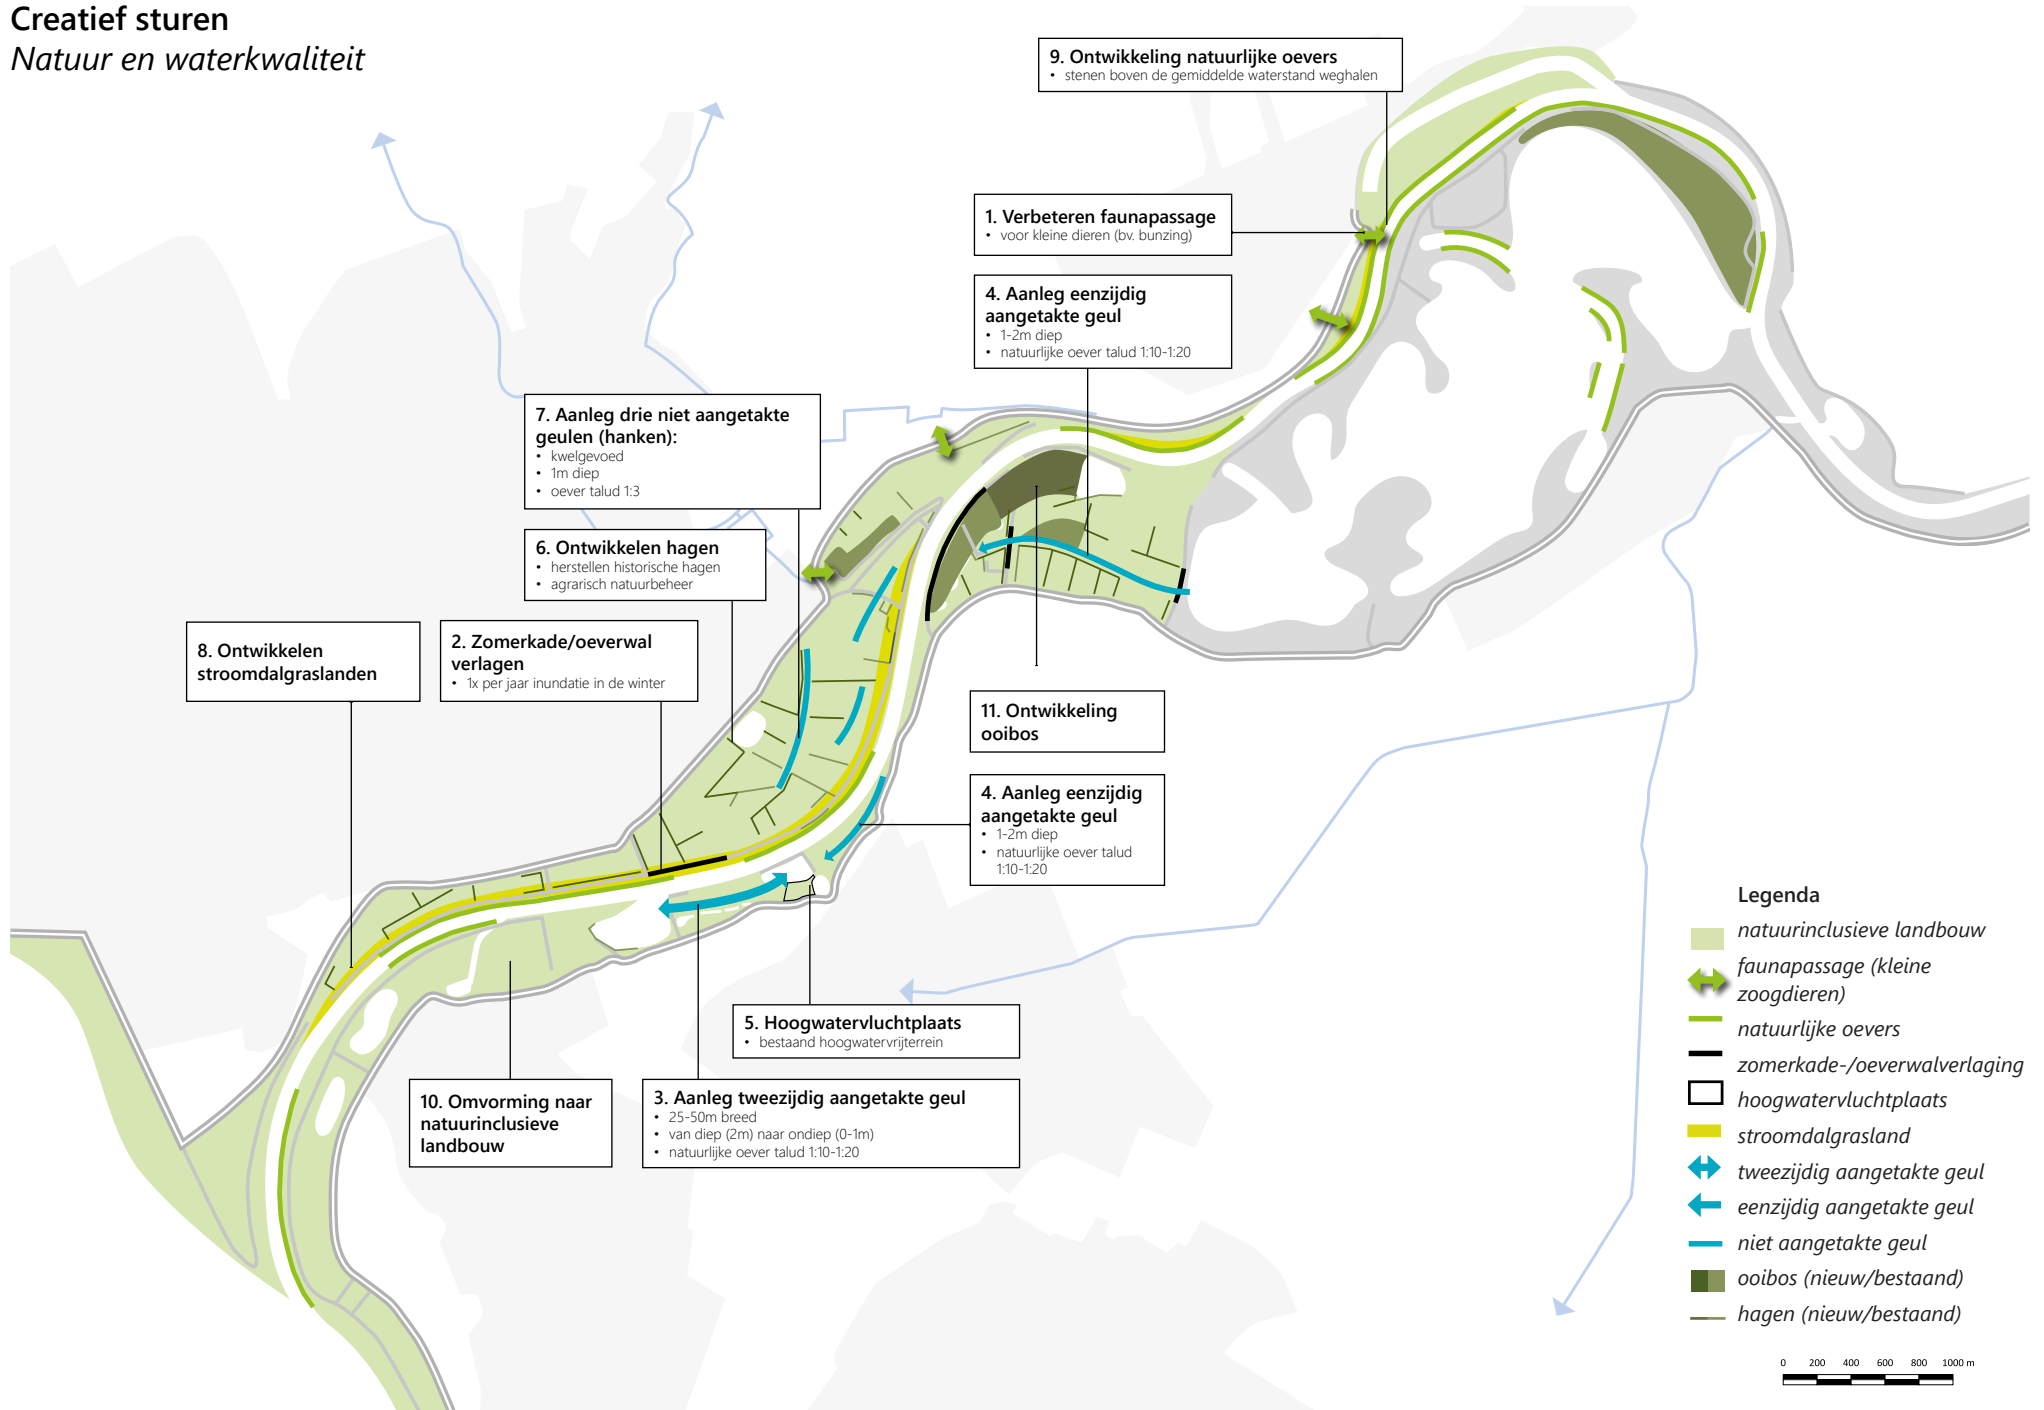 Creatief sturen
Natuur en waterkwaliteit
9. Ontwikkeling natuurlijke oevers
• stenen boven de gemiddelde waterstand weghalen
1. Verbeteren faunapassage
• voor kleine dieren (bv. bunzing)
4. Aanleg eenzijdig
aangetakte geul
• 1-2m diep
• natuurlijke oever talud 1:10-1:20
7. Aanleg drie niet aangetakte
geulen (hanken):
• kwelgevoed
• 1m diep
• oever talud 1:3
6. Ontwikkelen hagen
• herstellen historische hagen
• agrarisch natuurbeheer
8. Ontwikkelen
stroomdalgraslanden
2. Zomerkade/oeverwal
verlagen
• 1x per jaar inundatie in de winter
11. Ontwikkeling
ooibos
4. Aanleg eenzijdig
aangetakte geul
• 1-2m diep
• natuurlijke oever talud
1:10-1:20
5. Hoogwatervluchtplaats
• bestaand hoogwatervrijterrein
10. Omvorming naar
natuurinclusieve
landbouw
3. Aanleg tweezijdig aangetakte geul
• 25-50m breed
• van diep (2m) naar ondiep (0-1m)
• natuurlijke oever talud 1:10-1:20
Legenda
natuurinclusieve landbouw
faunapassage (kleine
zoogdieren)
natuurlijke oevers
zomerkade-/oeverwalverlaging
hoogwatervluchtplaats
stroomdalgrasland
tweezijdig aangetakte geul
eenzijdig aangetakte geul
niet aangetakte geul
ooibos (nieuw/bestaand)
hagen (nieuw/bestaand)
0 200 400 600 800 1000 m